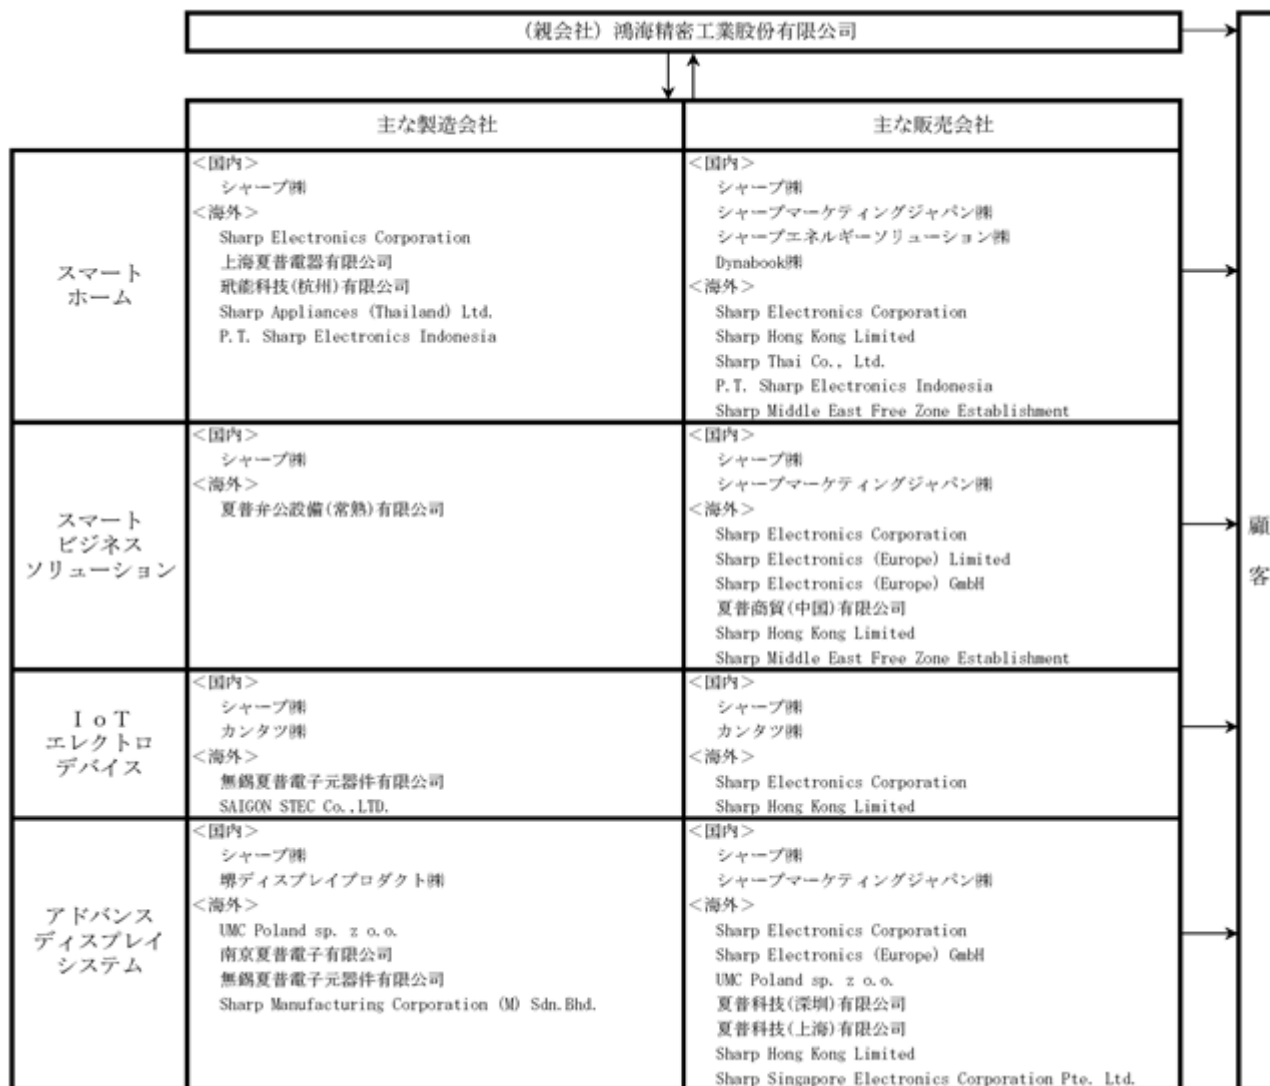 (親会社) 鴻海精密工業股份有限公司
主な製造会社
主な販売会社
スマート
ホーム
<国内>
シャープ㈱
<海外>
Sharp Electronics Corporation
上海夏普電器有限公司
玳能科技(杭州)有限公司
Sharp Appliances (Thailand) Ltd.
P.T. Sharp Electronics Indonesia
<国内>
シャープ㈱
シャープマーケティングジャパン㈱
シャープエネルギーソリューション㈱
Dynabook㈱
<海外>
Sharp Electronics Corporation
Sharp Hong Kong Limited
Sharp Thai Co., Ltd.
P.T. Sharp Electronics Indonesia
Sharp Middle East Free Zone Establishment
スマート
ビジネス
ソリューション
<国内>
シャープ㈱
<海外>
夏普弁公設備(常熟)有限公司
<国内>
シャープ㈱
シャープマーケティングジャパン㈱
<海外>
Sharp Electronics Corporation
Sharp Electronics (Europe) Limited
Sharp Electronics (Europe) GmbH
夏普商貿(中国)有限公司
Sharp Hong Kong Limited
Sharp Middle East Free Zone Establishment
IoT
エレクトロ
デバイス
<国内>
シャープ㈱
カンタツ㈱
<海外>
無錫夏普電子元器件有限公司
SAIGON STEC Co.,LTD.
<国内>
シャープ㈱
カンタツ㈱
<海外>
Sharp Electronics Corporation
Sharp Hong Kong Limited
アドバンス
ディスプレイ
システム
<国内>
シャープ㈱
堺ディスプレイプロダクト㈱
<海外>
UMC Poland sp. z o.o.
南京夏普電子有限公司
無錫夏普電子元器件有限公司
Sharp Manufacturing Corporation (M) Sdn.Bhd.
<国内>
シャープ㈱
シャープマーケティングジャパン㈱
<海外>
Sharp Electronics Corporation
Sharp Electronics (Europe) GmbH
UMC Poland sp. z o.o.
夏普科技(深圳)有限公司
夏普科技(上海)有限公司
Sharp Hong Kong Limited
Sharp Singapore Electronics Corporation Pte. Ltd.
顧
客